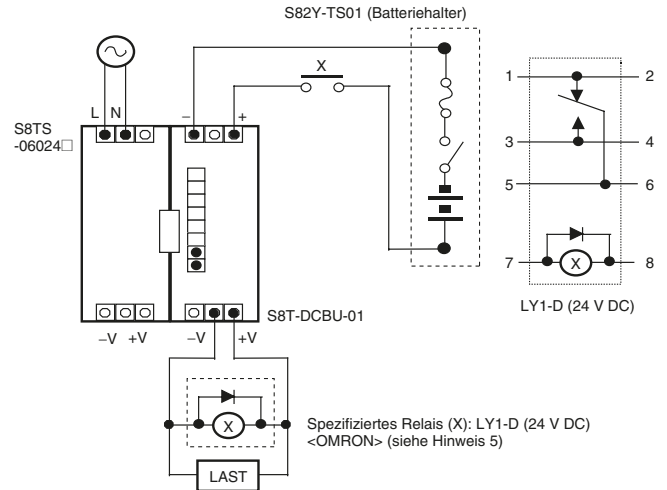 S82Y-TS01 (Batteriehalter)
X
L N
− +
S8TS
-06024□
1 2
3 4
5 6
7 X 8
LY1-D (24 V DC)
S8T-DCBU-01
−V +V −V +V
X
Spezifiziertes Relais (X): LY1-D (24 V DC)
<OMRON> (siehe Hinweis 5)
LAST